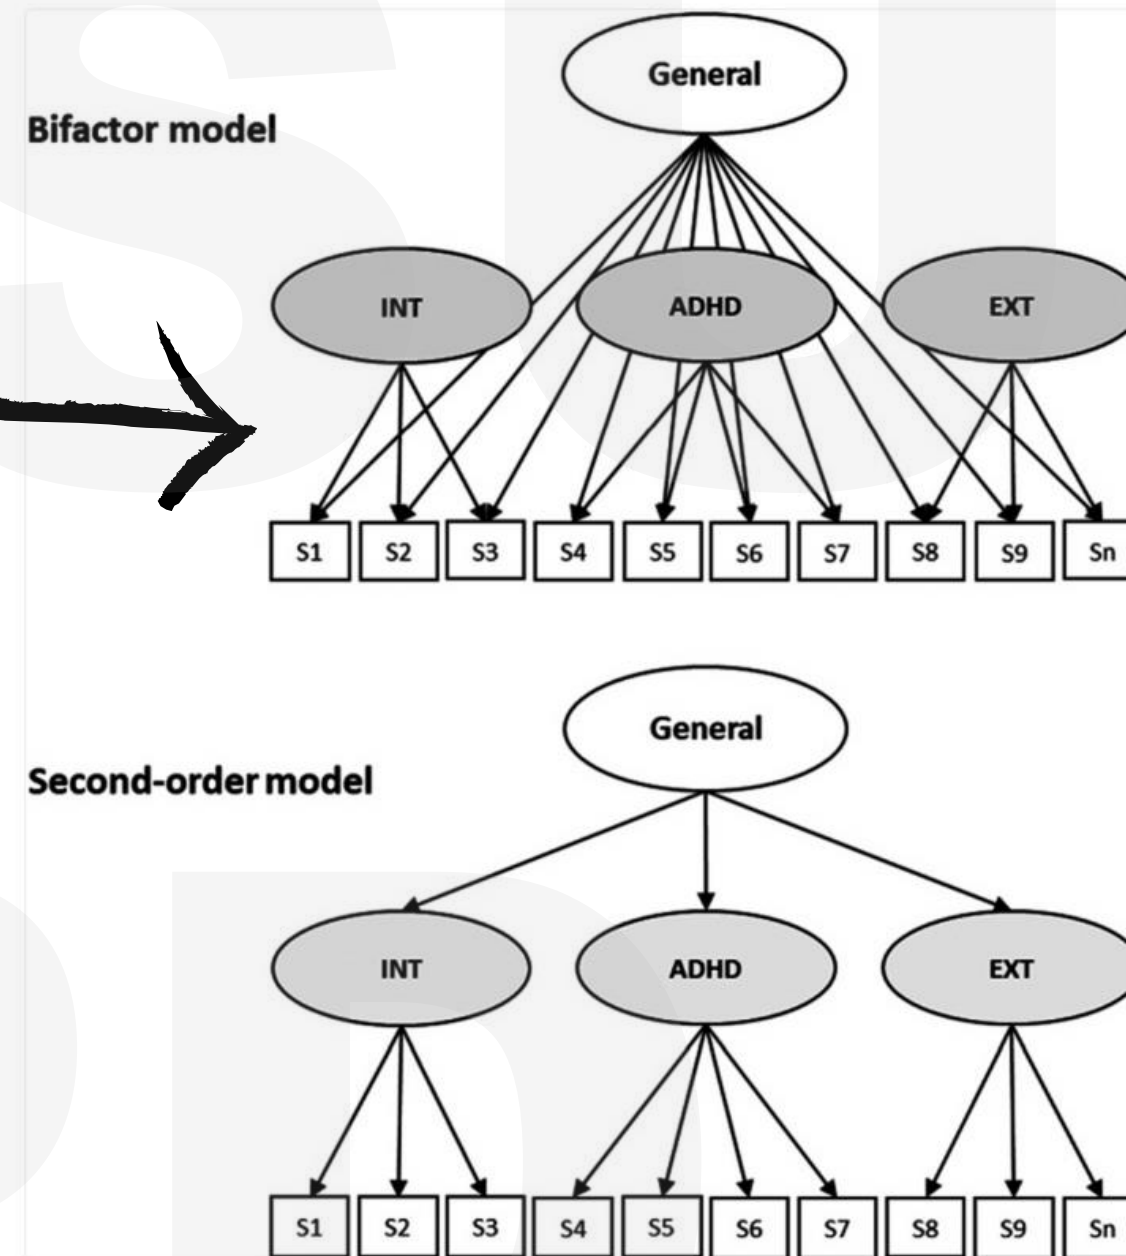 General
Bifactor model
INT ADHD EXT
S1 S2 S3 S4 S5 S6 S7 S8 S9 Sn
General
Second-order model
INT ADHD EXT
S1 S2 S3 S4 S5 S6 S7 S8 S9 Sn